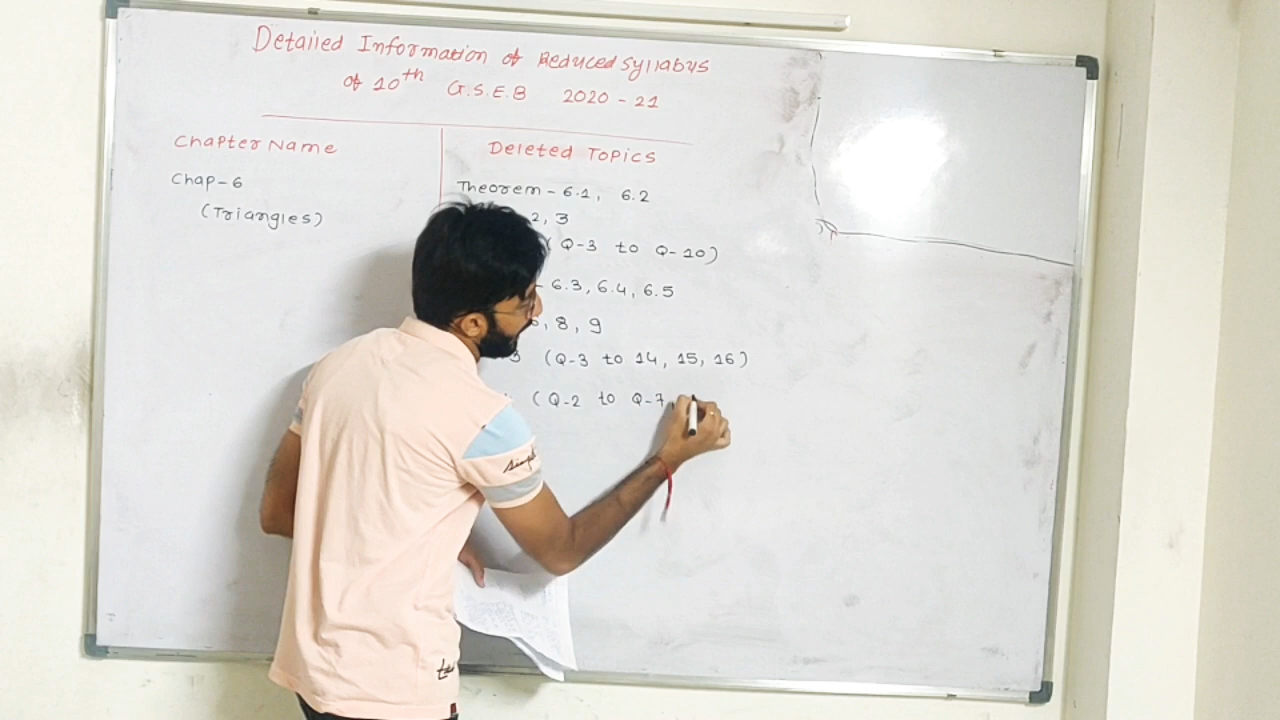 Detailed Information of Reduced Syllabus
of 10th G.S.E.B 2020-21
Chapter Name
Deleted Topics
Chap-6
(Triangles)
Theorem - 6.1, 6.2
2, 3
(Q-3 to Q-10)
- 6.3, 6.4, 6.5
, 8, 9
3 (Q-3 to 14, 15, 16)
(Q-2 to Q-7,